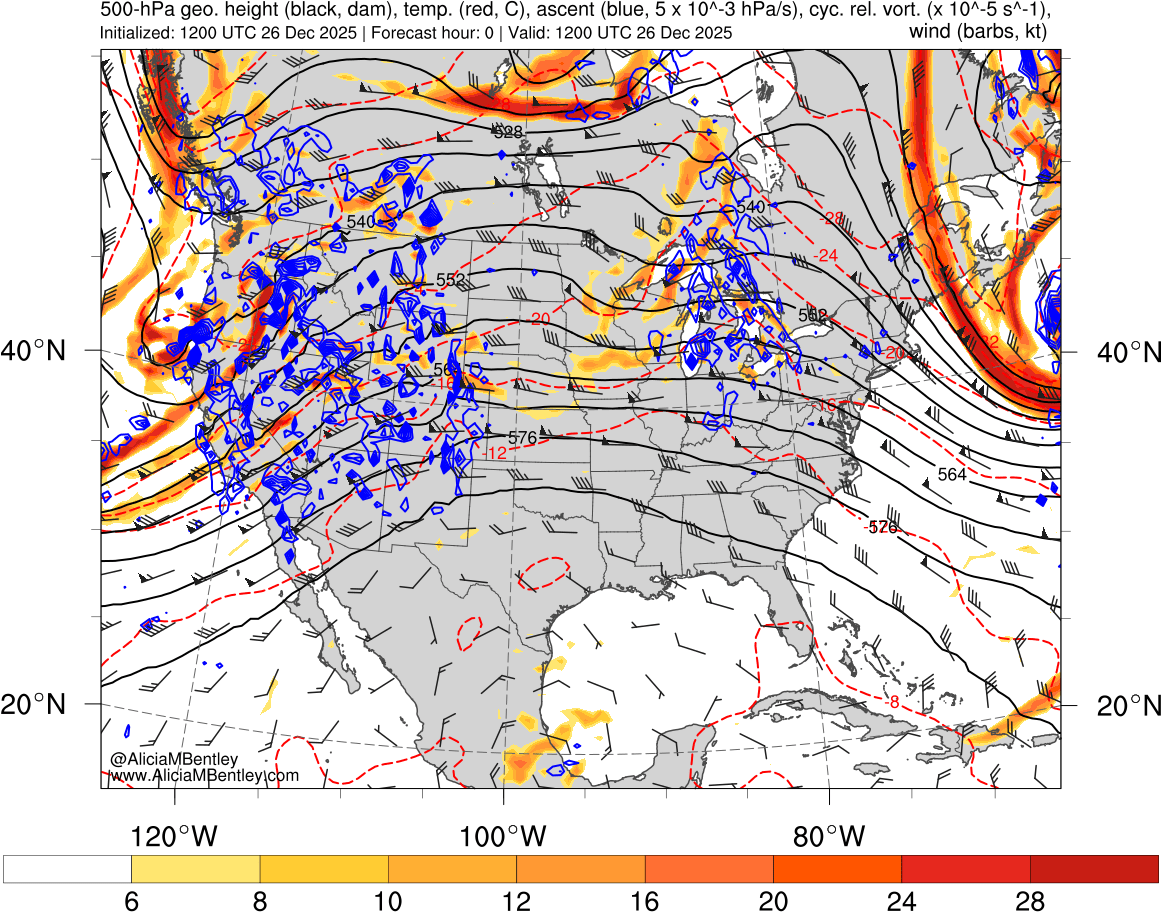 500-hPa geo. height (black, dam), temp. (red, C), ascent (blue, 5 x 10^-3 hPa/s), cyc. rel. vort. (x 10^-5 s^-1),
Initialized: 1200 UTC 26 Dec 2025 | Forecast hour: 0 | Valid: 1200 UTC 26 Dec 2025 wind (barbs, kt)
528
540
540
-28
-24
552
552
-20
-20
-16
-16
576
-12
564
576
-8
40°N
40°N
20°N
20°N
@AliciaMBentley
www.AliciaMBentley.com
120°W
100°W
80°W
6
8
10
12
16
20
24
28